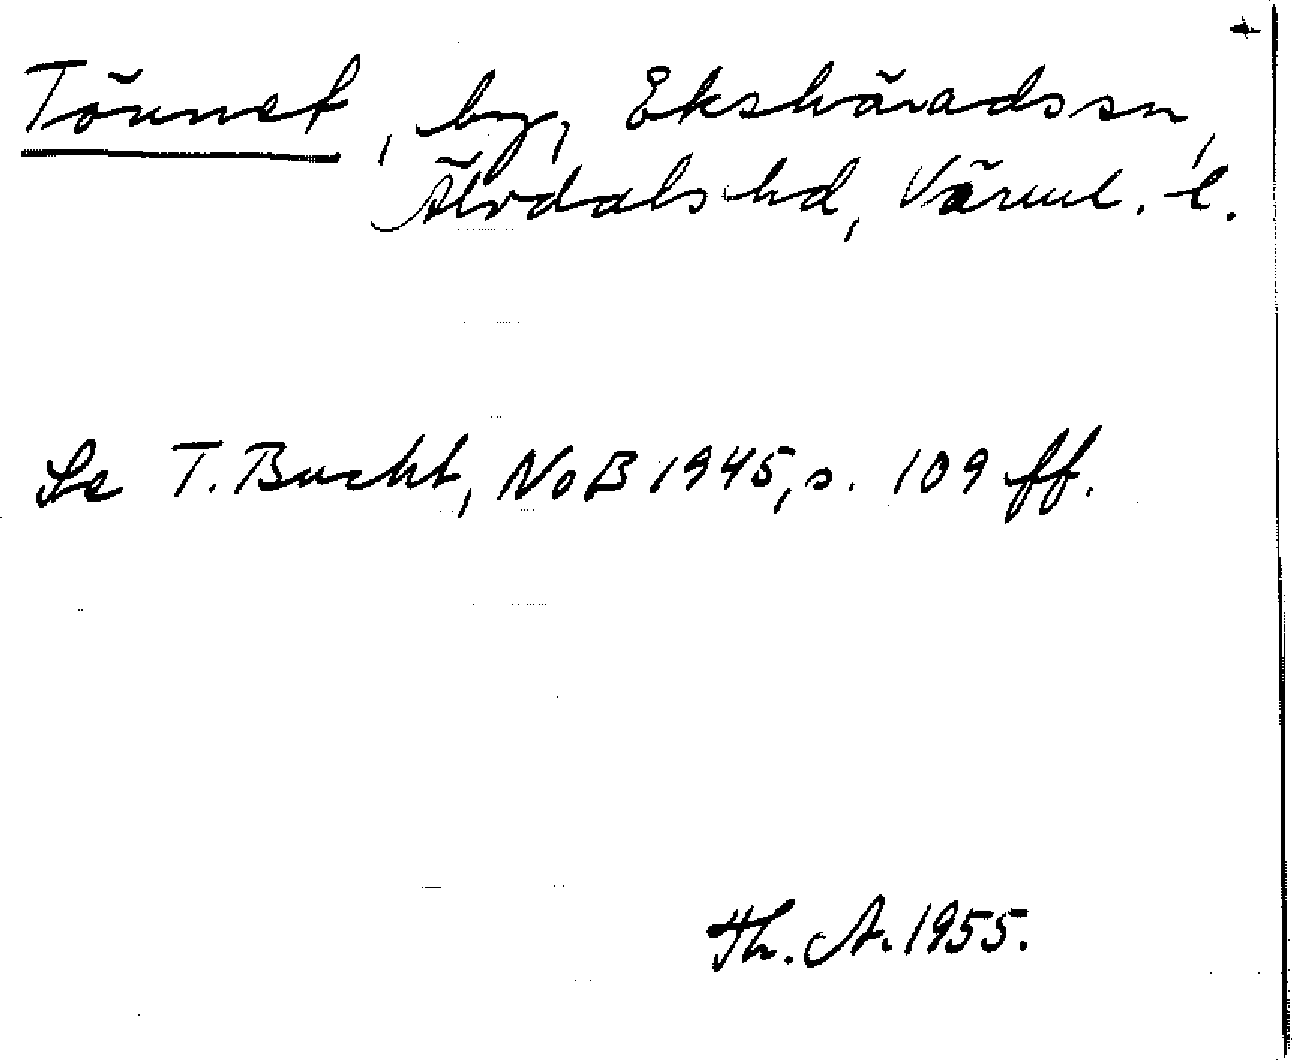 Tönnet, by, Ekshärads sn,
Älvdals hd, Värml. l.
Se T. Bucht, NoB 1945, s. 109 ff.
Th. A. 1955.